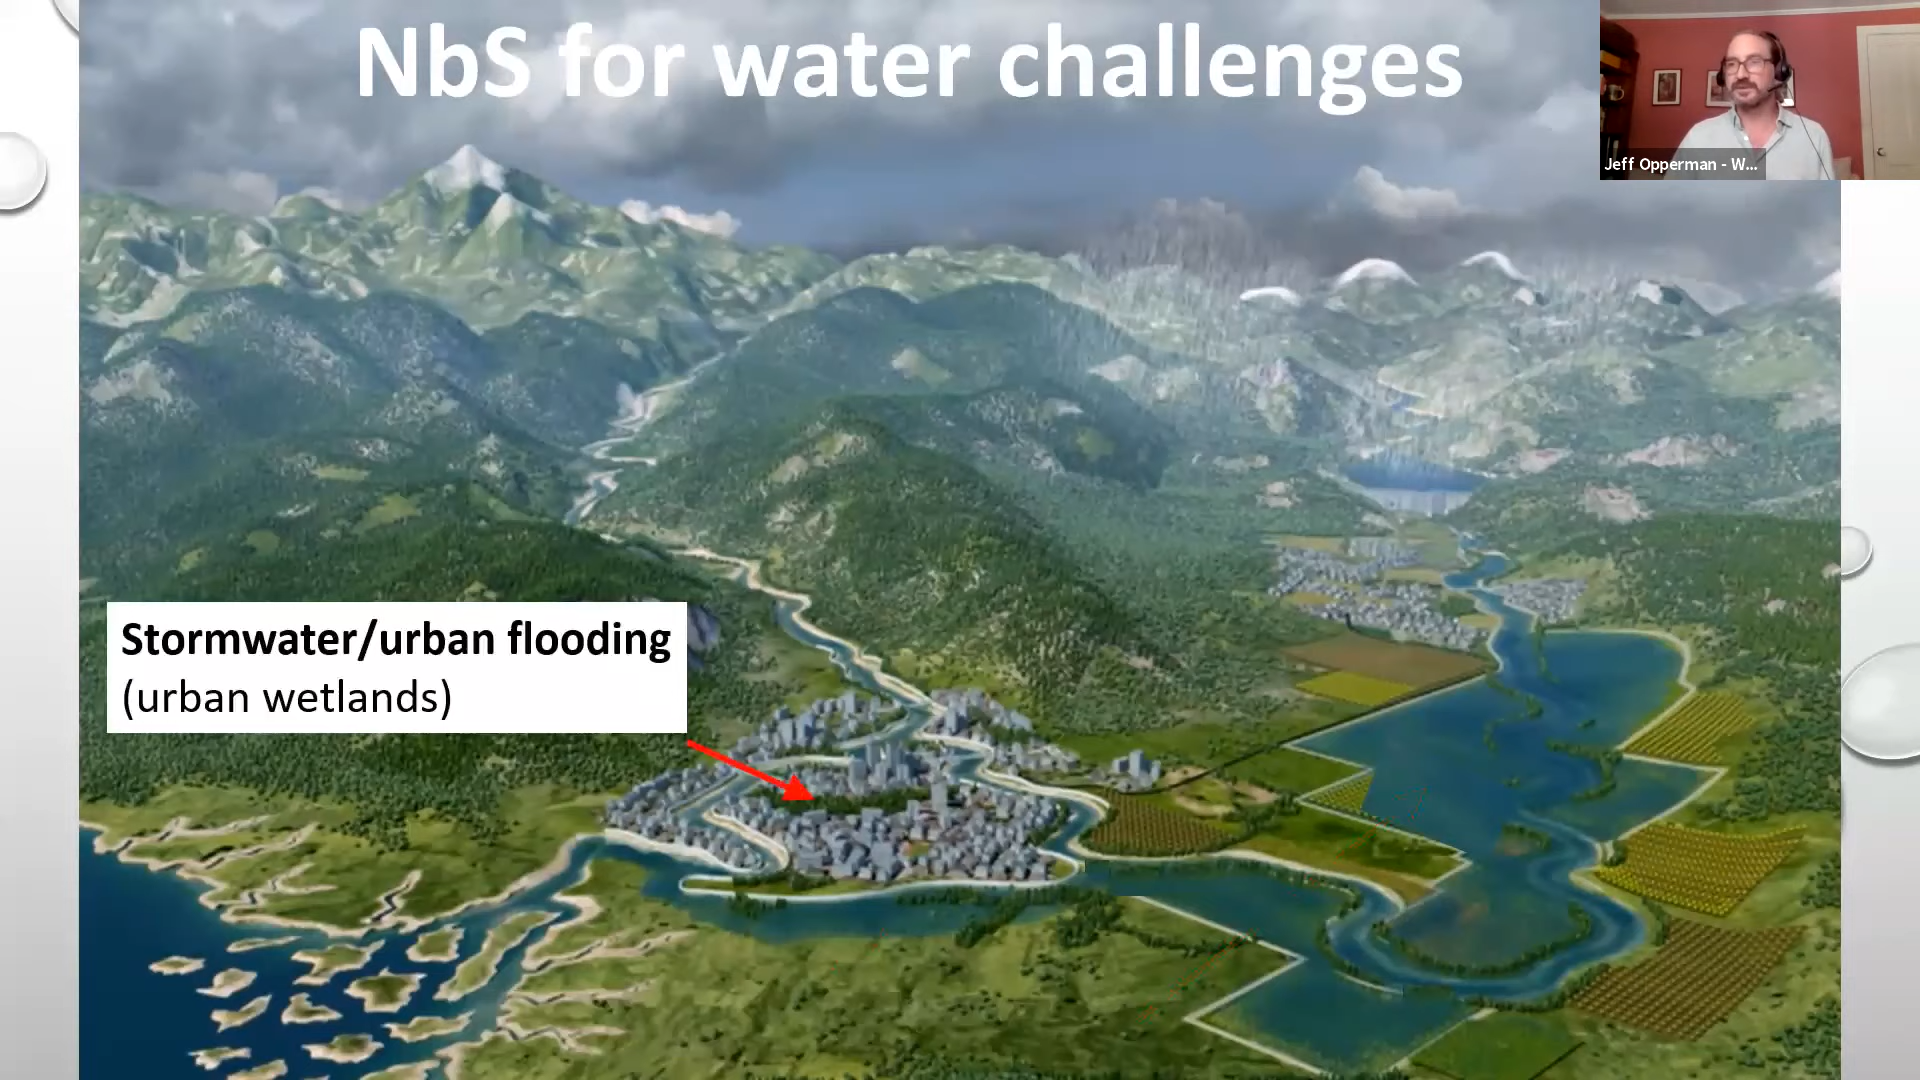 NbS for water challenges
Jeff Opperman - W...
Stormwater/urban flooding
(urban wetlands)